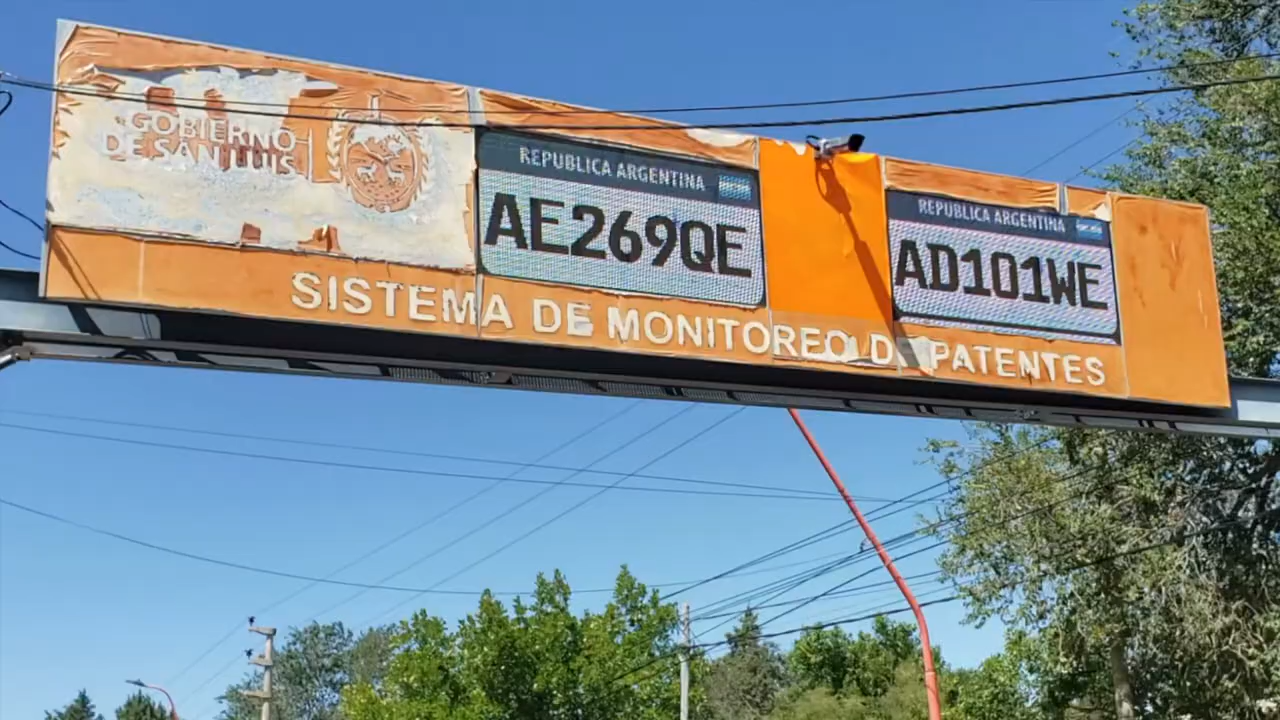 GOBIERNO
DE SAN LUIS
REPUBLICA ARGENTINA
AE269QE
REPUBLICA ARGENTINA
AD101WE
SISTEMA DE MONITOREO DE PATENTES